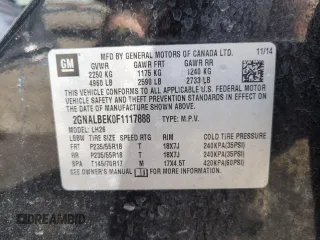 GM
MFD BY GENERAL MOTORS OF CANADA LTD. 11/14
GVWR GAWR FRT GAWR RR
2250 KG 1175 KG 1240 KG
4960 LB 2590 LB 2733 LB
THIS VEHICLE CONFORMS TO ALL APPLICABLE U.S. FEDERAL MOTOR VEHICLE SAFETY, BUMPER, AND THEFT PREVENTION STANDARDS IN EFFECT ON THE DATE OF MANUFACTURE SHOWN ABOVE.
2GNALBEK0F1117888 TYPE: M.P.V.
MODEL: LH26
TIRE SIZE SPEED RTG RIM COLD TIRE PRESSURE
FRT P235/55R18 T 18X7J 240KPA(35PSI)
RR P235/55R18 T 18X7J 240KPA(35PSI)
SPA T145/70R17 M 17X4.5T 420KPA(60PSI)
SEE OWNER'S MANUAL FOR ADDITIONAL INFORMATION.
DREAMBID